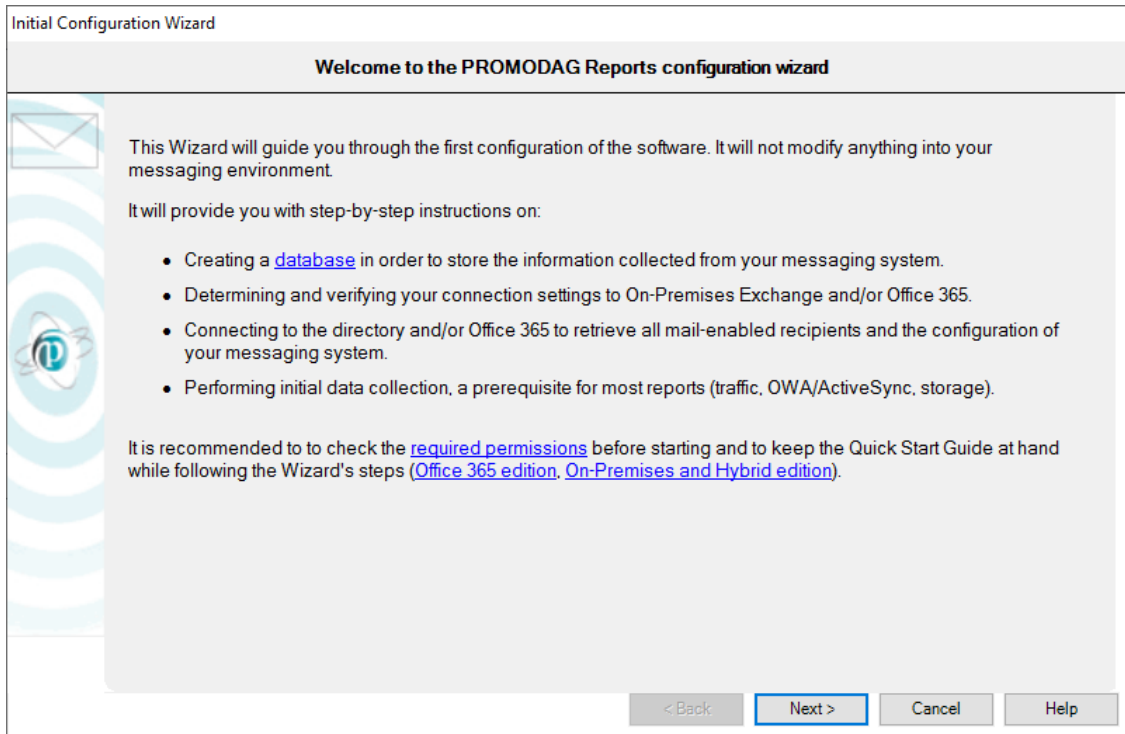 Initial Configuration Wizard
Welcome to the PROMODAG Reports configuration wizard
This Wizard will guide you through the first configuration of the software. It will not modify anything into your
messaging environment.
It will provide you with step-by-step instructions on:
• Creating a database in order to store the information collected from your messaging system.
• Determining and verifying your connection settings to On-Premises Exchange and/or Office 365.
• Connecting to the directory and/or Office 365 to retrieve all mail-enabled recipients and the configuration of
your messaging system.
• Performing initial data collection, a prerequisite for most reports (traffic, OWA/ActiveSync, storage).
It is recommended to to check the required permissions before starting and to keep the Quick Start Guide at hand
while following the Wizard's steps (Office 365 edition, On-Premises and Hybrid edition).
p
< Back Next > Cancel Help